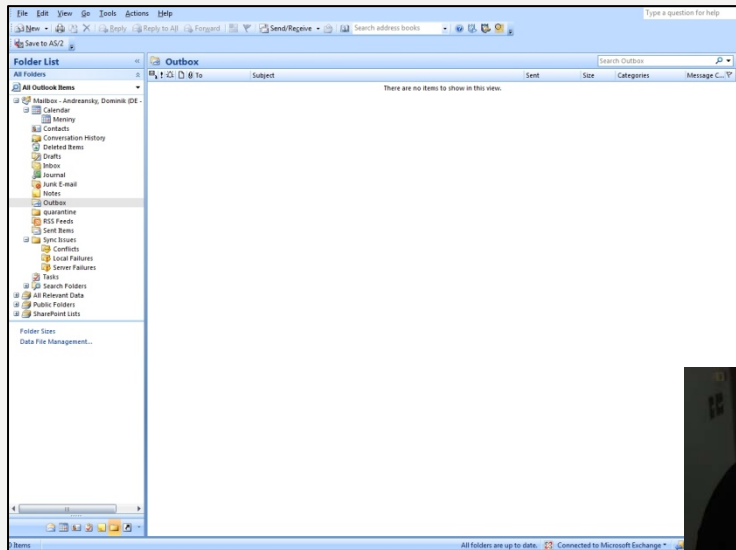 File Edit View Go Tools Actions Help Type a question for help
New Reply Reply to All Forward Send/Receive Search address books
Save to AS/2
Folder List « Outbox Search Outbox
All Folders To Subject Sent Size Categories Message C...
All Outlook Items There are no items to show in this view.
Mailbox - Andreansky, Dominik (DE -
Calendar
Meniny
Contacts
Conversation History
Deleted Items
Drafts
Inbox
Journal
Junk E-mail
Notes
Outbox
quarantine
RSS Feeds
Sent Items
Sync Issues
Conflicts
Local Failures
Server Failures
Tasks
Search Folders
All Relevant Data
Public Folders
SharePoint Lists
Folder Sizes
Data File Management...
Items All folders are up to date. Connected to Microsoft Exchange